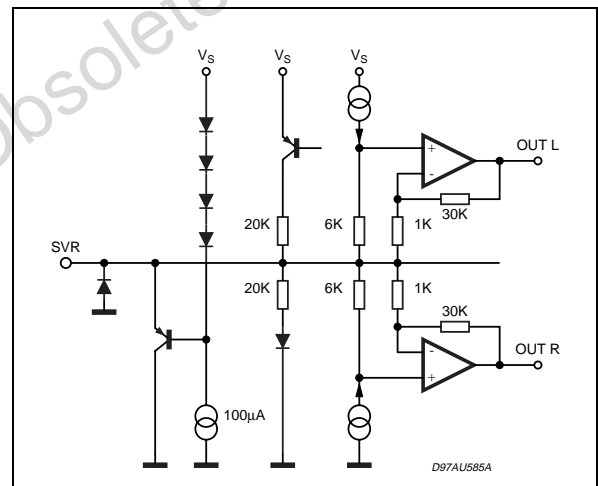 obsolete
VS VS VS
OUT L
+
-
30K
20K 6K 1K
SVR
20K 6K 1K
30K
-
OUT R
+
100µA
D97AU585A